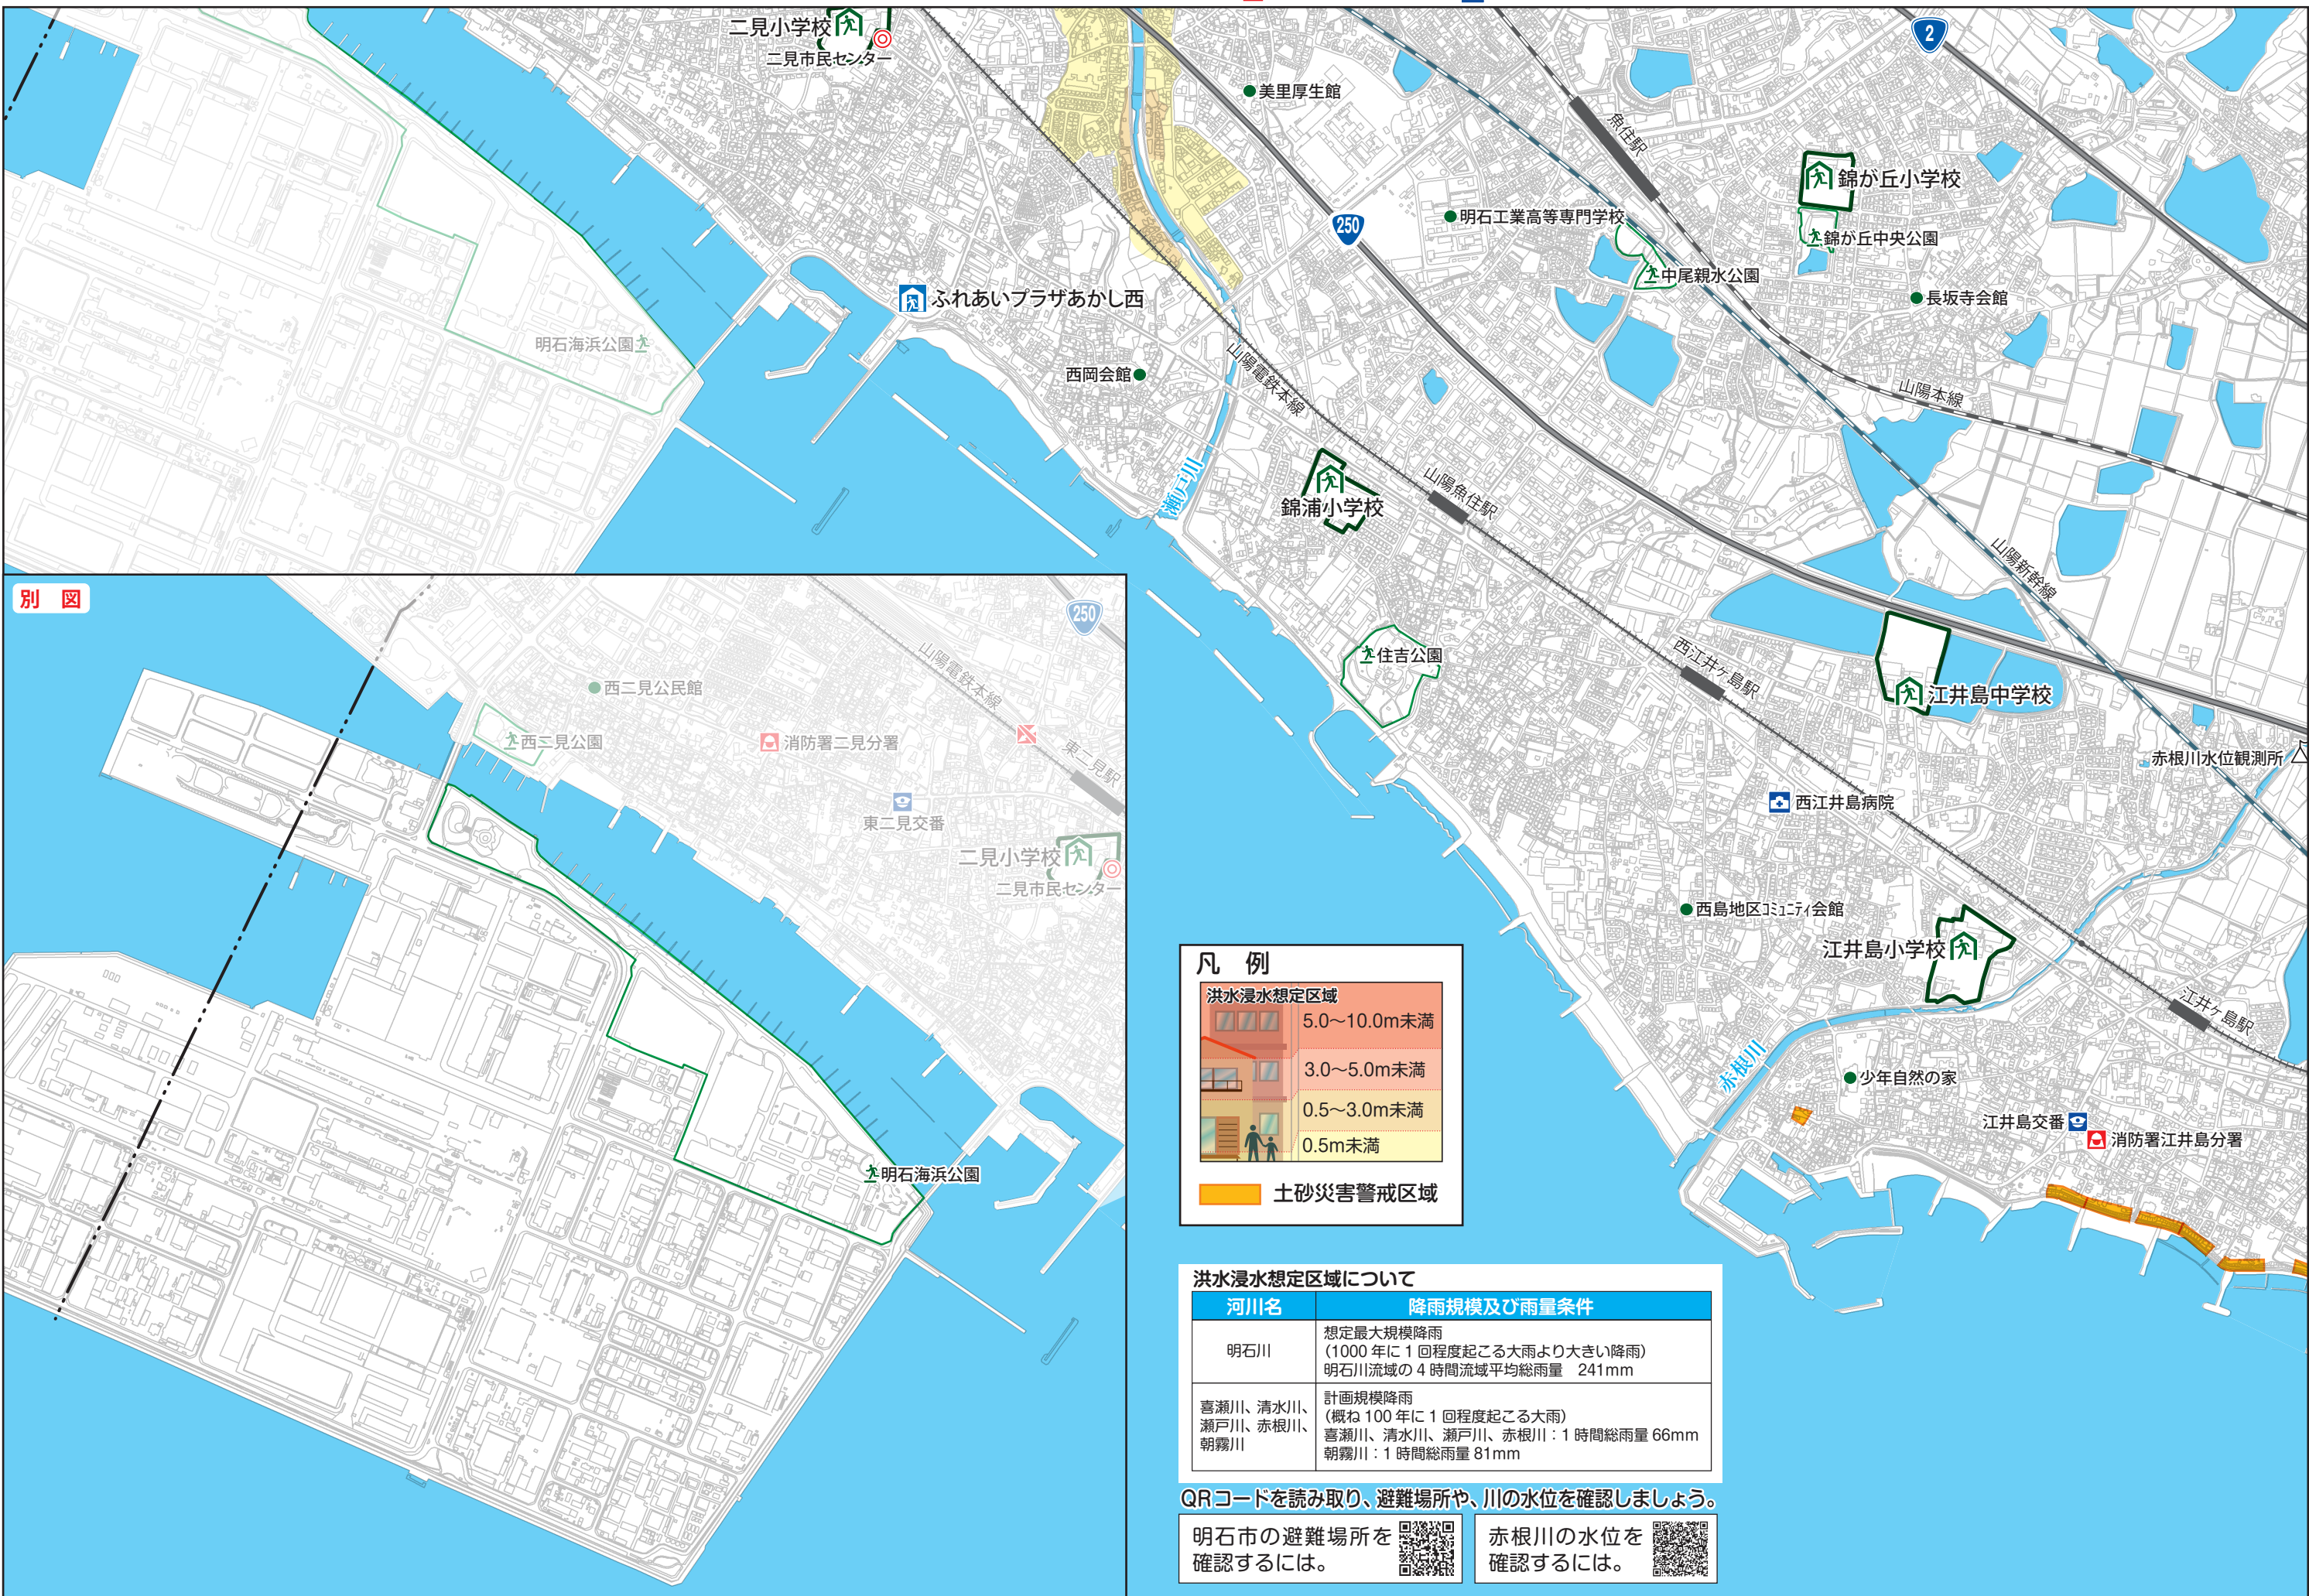 二見小学校
二見市民センター
美里厚生館
2
魚住駅
錦が丘小学校
明石工業高等専門学校
250
錦が丘中央公園
中尾親水公園
長坂寺会館
ふれあいプラザあかし西
明石海浜公園
西岡会館
山陽電鉄本線
山陽本線
瀬戸川
錦浦小学校
山陽魚住駅
山陽新幹線
住吉公園
西江井ヶ島駅
江井島中学校
赤根川水位観測所
西江井島病院
西島地区コミュニティ会館
江井島小学校
江井ヶ島駅
赤根川
少年自然の家
江井島交番
消防署江井島分署
別 図
250
山陽電鉄本線
西二見公民館
西二見公園
消防署二見分署
東二見駅
東二見交番
二見小学校
二見市民センター
明石海浜公園
凡 例
洪水浸水想定区域
5.0～10.0m未満
3.0～5.0m未満
0.5～3.0m未満
0.5m未満
土砂災害警戒区域
洪水浸水想定区域について
河川名 降雨規模及び雨量条件
明石川
想定最大規模降雨
（1000 年に 1 回程度起こる大雨より大きい降雨）
明石川流域の 4 時間流域平均総雨量 241mm
喜瀬川、清水川、
瀬戸川、赤根川、
朝霧川
計画規模降雨
（概ね 100 年に 1 回程度起こる大雨）
喜瀬川、清水川、瀬戸川、赤根川：1 時間総雨量 66mm
朝霧川：1 時間総雨量 81mm
QRコードを読み取り、避難場所や、川の水位を確認しましょう。
明石市の避難場所を
確認するには。
赤根川の水位を
確認するには。